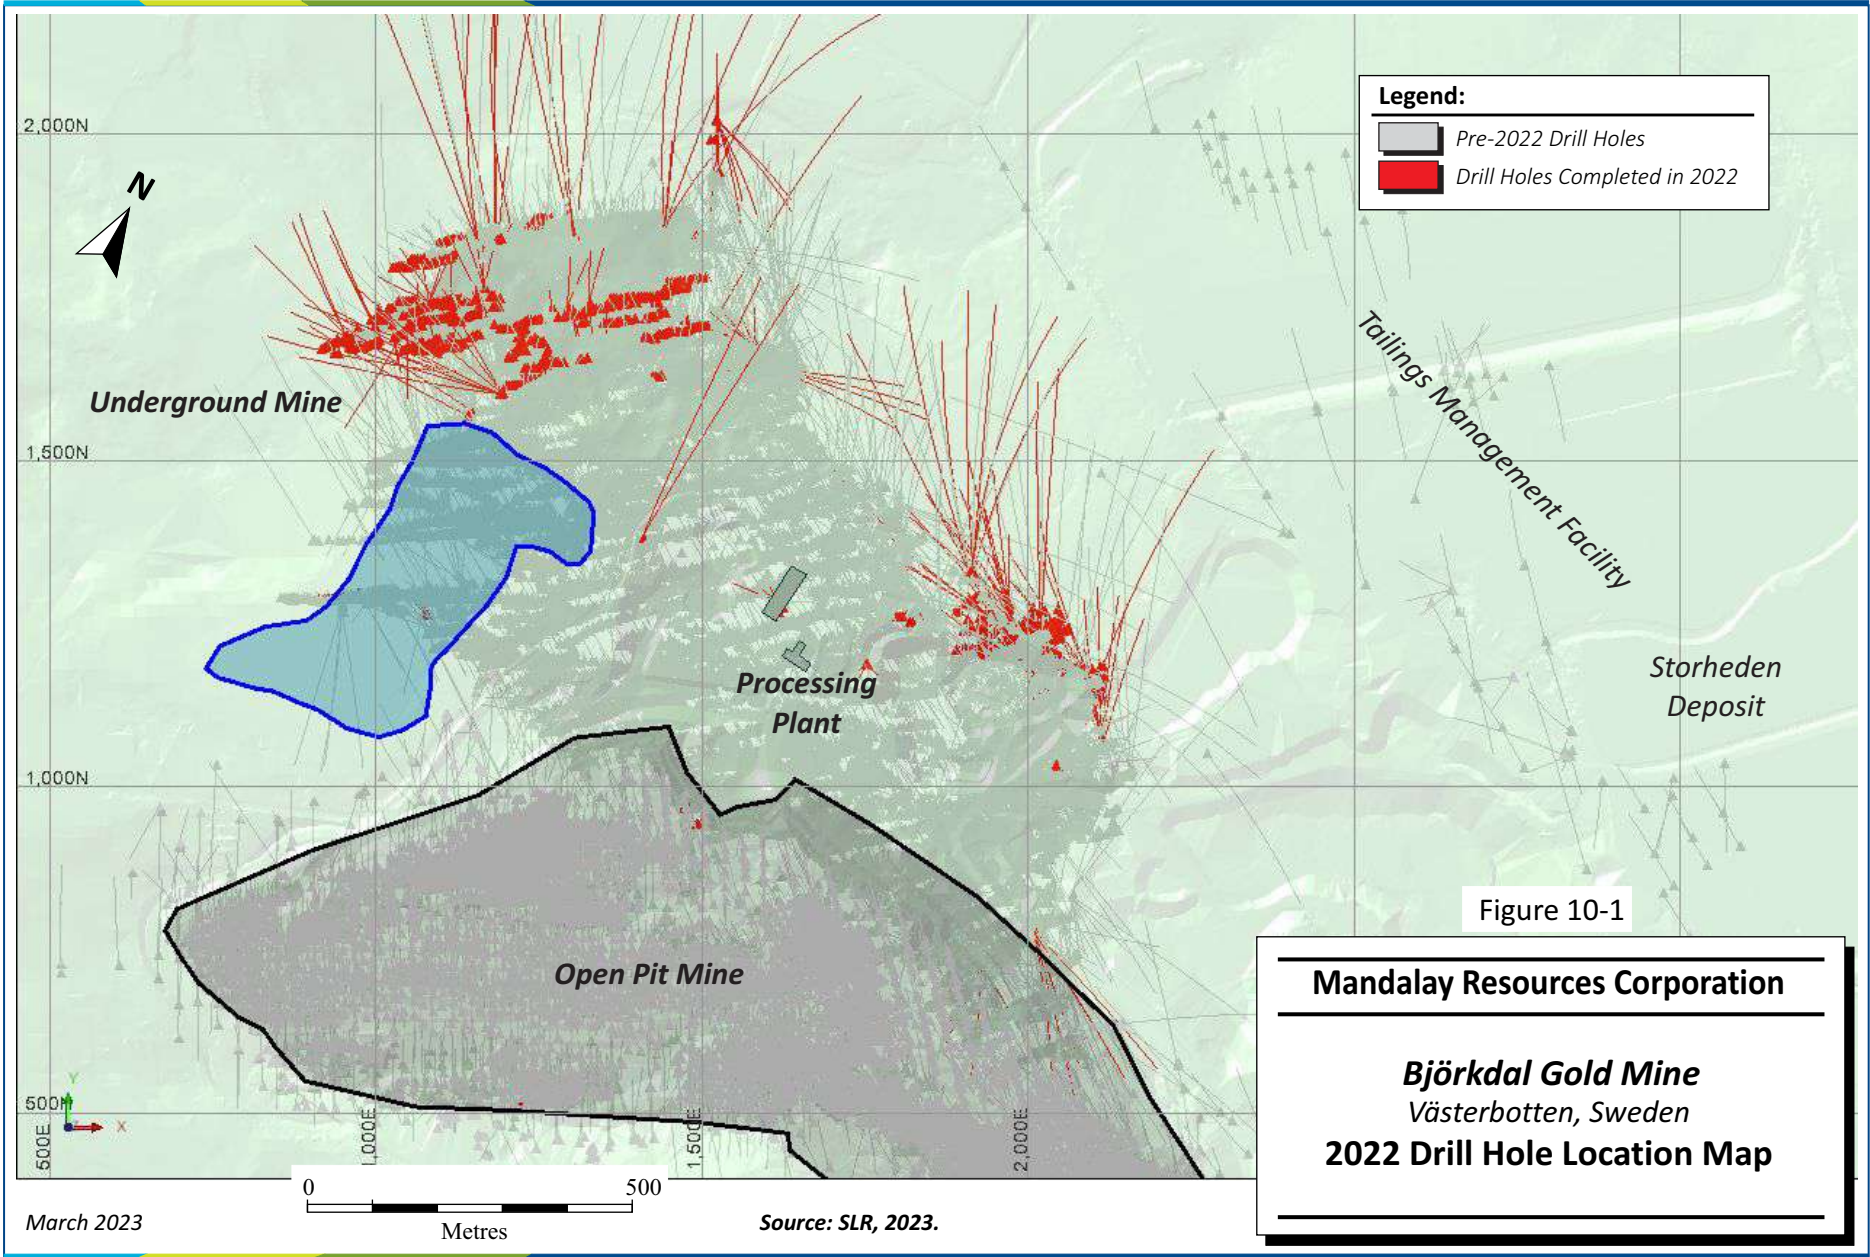 Legend:
Pre-2022 Drill Holes
Drill Holes Completed in 2022
2,000N
N
Underground Mine
1,500N
Tailings Management Facility
Processing
Plant
Storheden
Deposit
1,000N
Figure 10-1
Open Pit Mine
Mandalay Resources Corporation
Björkdal Gold Mine
Västerbotten, Sweden
2022 Drill Hole Location Map
500N
Y
X
500E
1,000E
1,500E
2,000E
0 500
Metres
March 2023
Source: SLR, 2023.